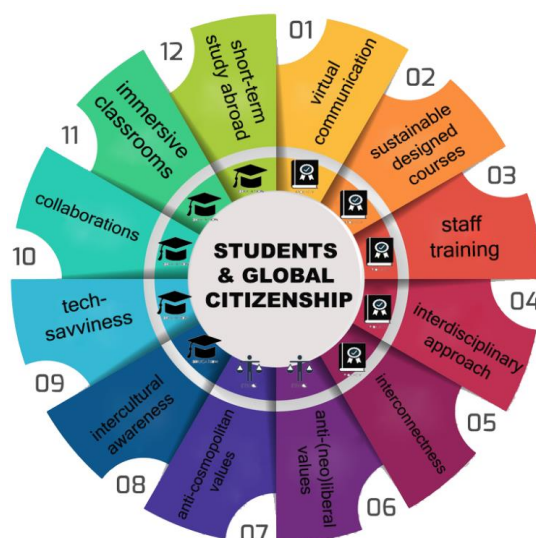 STUDENTS
& GLOBAL
CITIZENSHIP
01
virtual
communication
02
sustainable
designed
courses
03
staff
training
04
interdisciplinary
approach
05
interconnectness
06
anti-(neo)liberal
values
07
anti-cosmopolitan
values
08
intercultural
awareness
09
tech-
savviness
10
collaborations
11
immersive
classrooms
12
short-term
study abroad